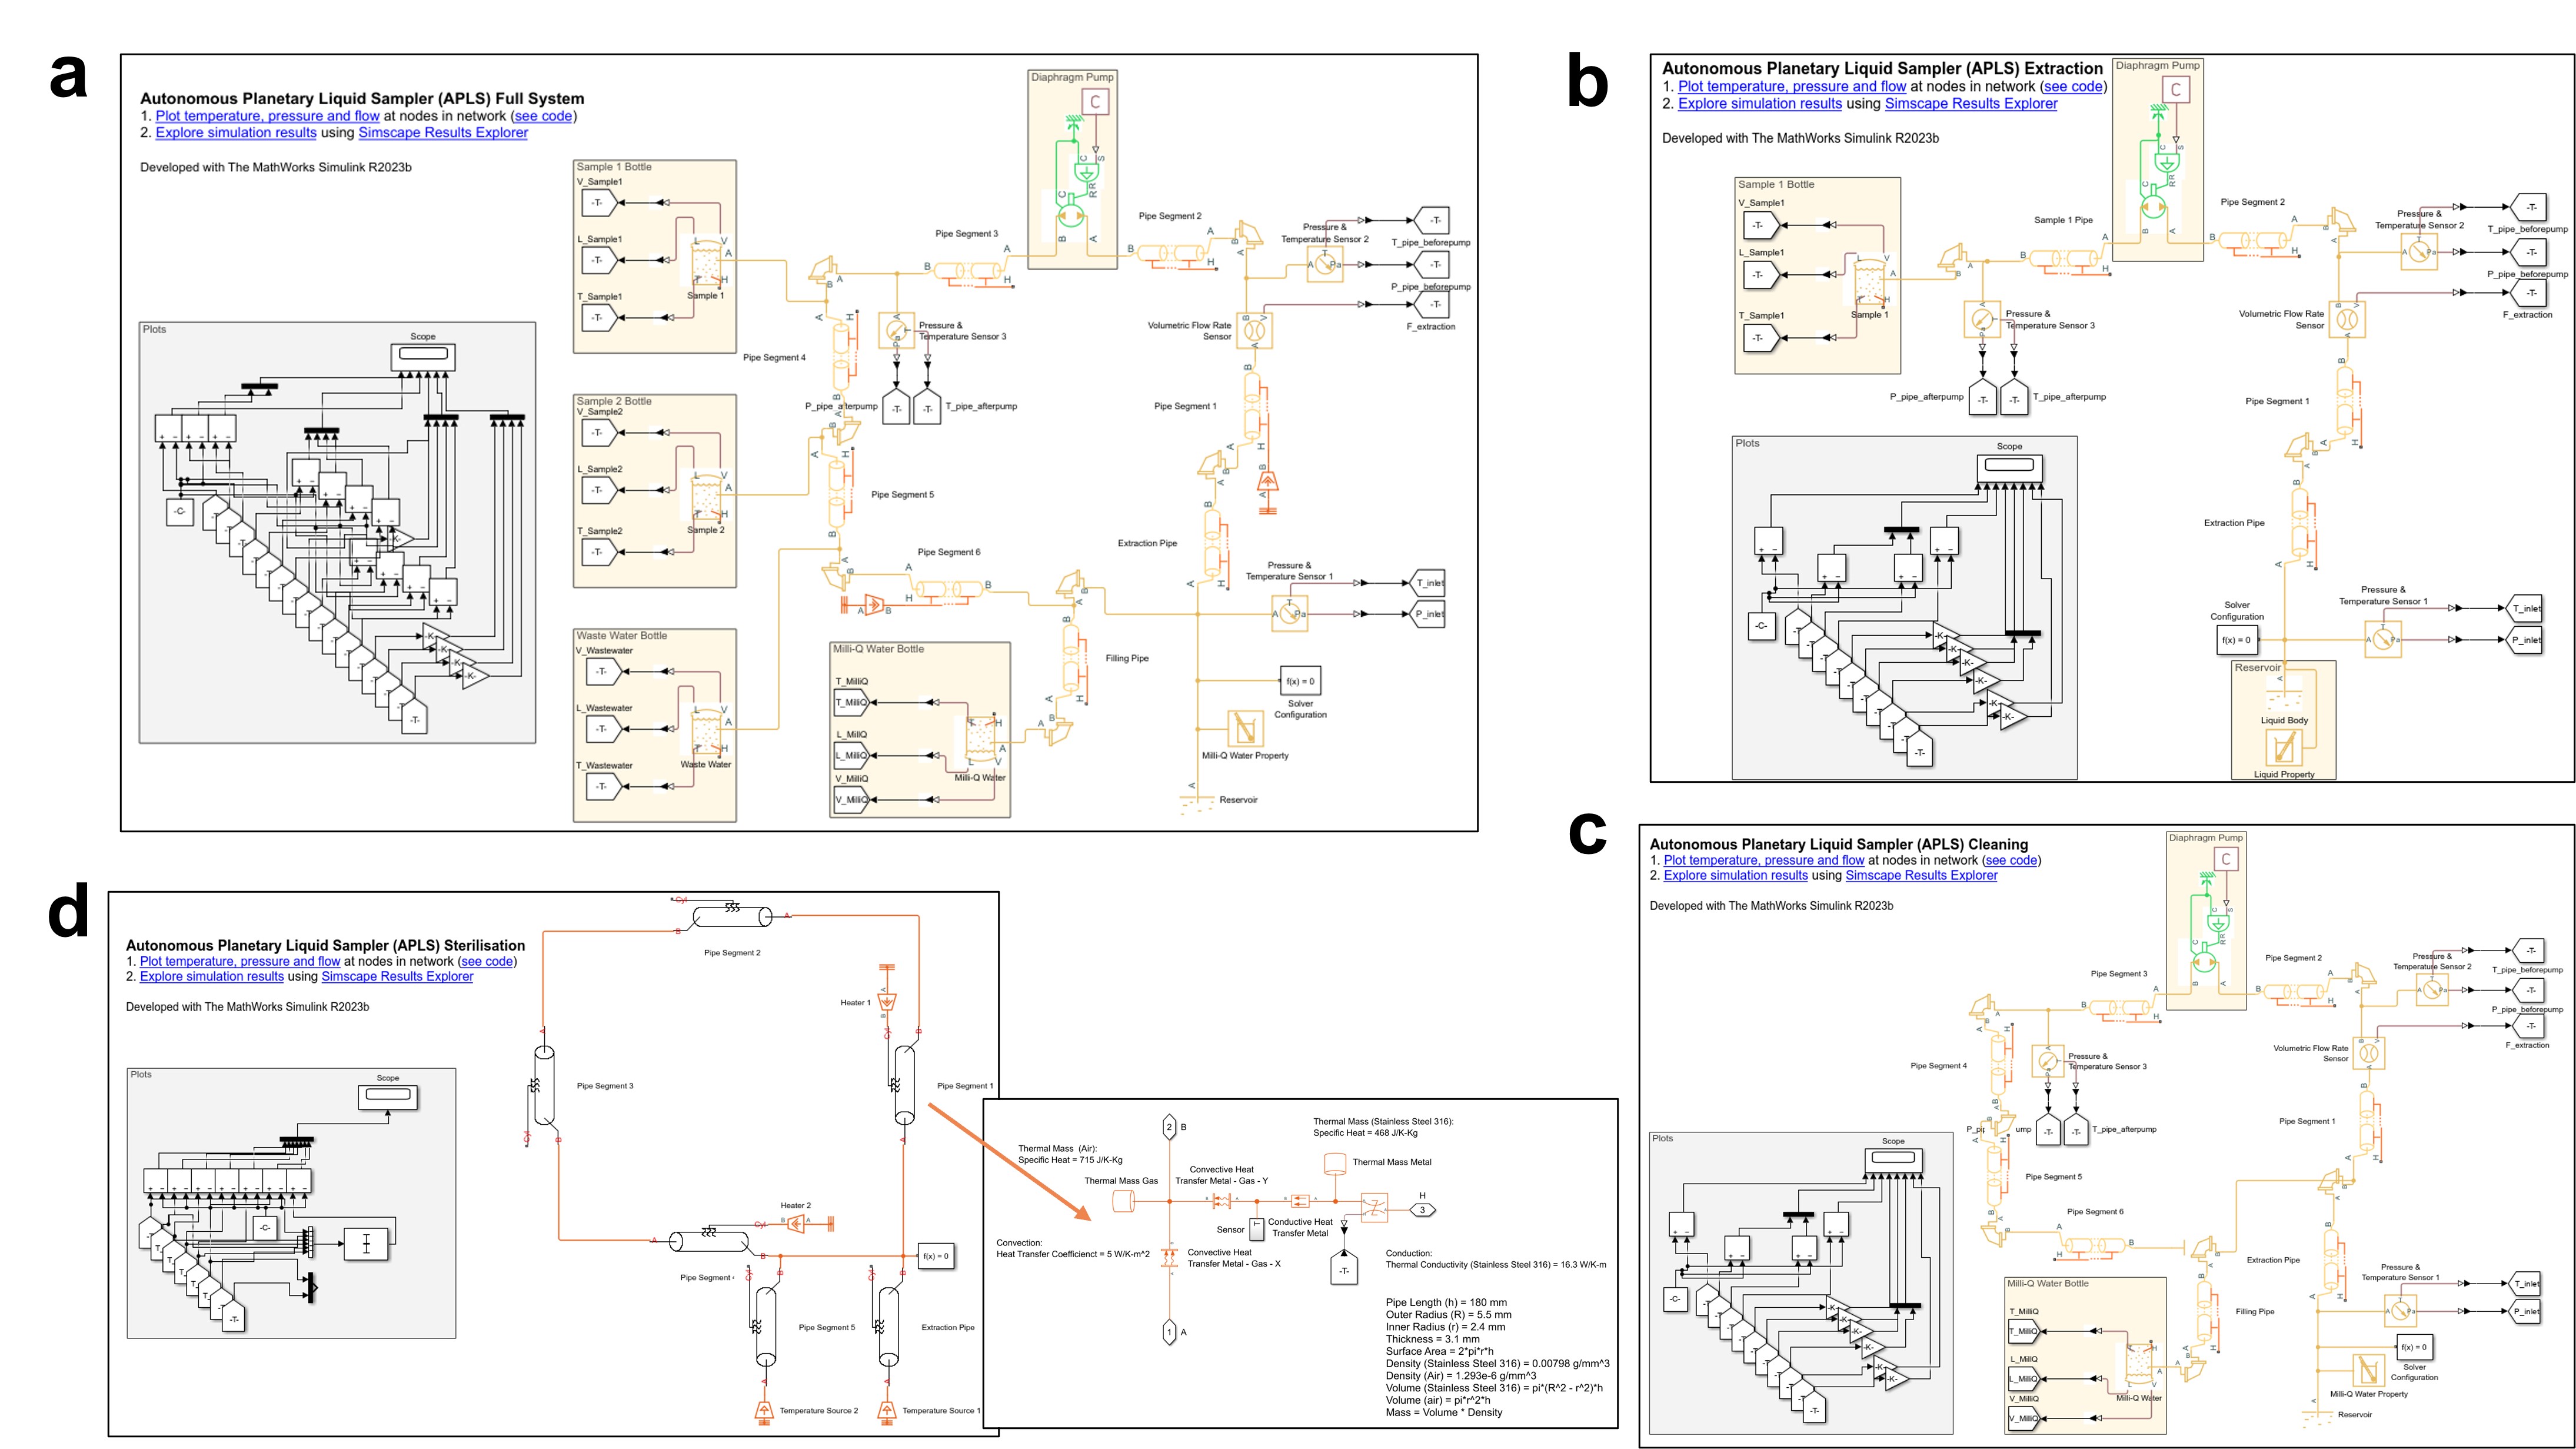 a
Autonomous Planetary Liquid Sampler (APLS) Full System
1. Plot temperature, pressure and flow at nodes in network (see code)
2. Explore simulation results using Simscape Results Explorer
Developed with The MathWorks Simulink R2023b
Plots
Scope
-C-
Sample 1 Bottle
V_Sample1
-T-
L_Sample1
-T-
T_Sample1
-T-
Sample 1
Sample 2 Bottle
V_Sample2
-T-
L_Sample2
-T-
T_Sample2
-T-
Sample 2
Waste Water Bottle
V_Wastewater
-T-
L_Wastewater
-T-
T_Wastewater
-T-
Waste Water
Milli-Q Water Bottle
T_MilliQ
T_MilliQ
L_MillQ
L_MilliQ
V_MilliQ
V_MilliQ
Milli-Q Water
Diaphragm Pump
C
Pipe Segment 3
Pipe Segment 2
Pressure &
Temperature Sensor 2
-T-
T_pipe_beforepump
-T-
P_pipe_beforepump
-T-
F_extraction
Volumetric Flow Rate
Sensor
Pressure &
Temperature Sensor 3
Pipe Segment 4
-T-
-T-
T_pipe_afterpump
Pipe Segment 1
Pipe Segment 5
Extraction Pipe
Pipe Segment 6
Pressure &
Temperature Sensor 1
T_inlet
P_inlet
Filling Pipe
f(x) = 0
Solver
Configuration
Milli-Q Water Property
Reservoir
b
Autonomous Planetary Liquid Sampler (APLS) Extraction
1. Plot temperature, pressure and flow at nodes in network (see code)
2. Explore simulation results using Simscape Results Explorer
Developed with The MathWorks Simulink R2023b
Diaphragm Pump
C
Sample 1 Bottle
V_Sample1
-T-
L_Sample1
-T-
T_Sample1
-T-
Sample 1
Sample 1 Pipe
Pipe Segment 2
Pressure &
Temperature Sensor 2
-T-
T_pipe_beforepump
-T-
P_pipe_beforepump
-T-
F_extraction
Volumetric Flow Rate
Sensor
Pressure &
Temperature Sensor 3
P_pipe_afterpump
-T-
-T-
T_pipe_afterpump
Pipe Segment 1
Extraction Pipe
Plots
Scope
-C-
-K-
-K-
-K-
-K-
-K-
-K-
-T-
Pressure &
Temperature Sensor 1
T_inlet
P_inlet
Solver
Configuration
f(x) = 0
Reservoir
Liquid Body
Liquid Property
c
Autonomous Planetary Liquid Sampler (APLS) Cleaning
1. Plot temperature, pressure and flow at nodes in network (see code)
2. Explore simulation results using Simscape Results Explorer
Developed with The MathWorks Simulink R2023b
Diaphragm Pump
C
Pipe Segment 3
Pipe Segment 2
Pressure &
Temperature Sensor 2
-T-
T_pipe_beforepump
-T-
P_pipe_beforepump
-T-
F_extraction
Volumetric Flow Rate
Sensor
Pipe Segment 4
Pressure &
Temperature Sensor 3
-T-
-T-
T_pipe_afterpump
Pipe Segment 1
Pipe Segment 5
Pipe Segment 6
Extraction Pipe
Plots
Scope
-C-
-T-
Milli-Q Water Bottle
T_MilliQ
T_MilliQ
L_MillQ
L_MilliQ
V_MilliQ
V_MilliQ
Milli-Q Water
Filling Pipe
Pressure &
Temperature Sensor 1
T_inlet
P_inlet
f(x) = 0
Solver
Configuration
Milli-Q Water Property
Reservoir
d
Autonomous Planetary Liquid Sampler (APLS) Sterilisation
1. Plot temperature, pressure and flow at nodes in network (see code)
2. Explore simulation results using Simscape Results Explorer
Developed with The MathWorks Simulink R2023b
Plots
Scope
-C-
-T-
Pipe Segment 2
Heater 1
Pipe Segment 3
Pipe Segment 1
Heater 2
f(x) = 0
Pipe Segment
Pipe Segment 5
Extraction Pipe
Temperature Source 2
Temperature Source 1
2 B
Thermal Mass (Air):
Specific Heat = 715 J/K-Kg
Thermal Mass (Stainless Steel 316):
Specific Heat = 468 J/K-Kg
Thermal Mass Gas
Convective Heat
Transfer Metal - Gas - Y
Thermal Mass Metal
H
3
Sensor
Conductive Heat
Transfer Metal
Convection:
Heat Transfer Coefficienct = 5 W/K-m^2
Convective Heat
Transfer Metal - Gas - X
-T-
Conduction:
Thermal Conductivity (Stainless Steel 316) = 16.3 W/K-m
1 A
Pipe Length (h) = 180 mm
Outer Radius (R) = 5.5 mm
Inner Radius (r) = 2.4 mm
Thickness = 3.1 mm
Surface Area = 2*pi*r*h
Density (Stainless Steel 316) = 0.00798 g/mm^3
Density (Air) = 1.293e-6 g/mm^3
Volume (Stainless Steel 316) = pi*(R^2 - r^2)*h
Volume (air) = pi*r^2*h
Mass = Volume * Density